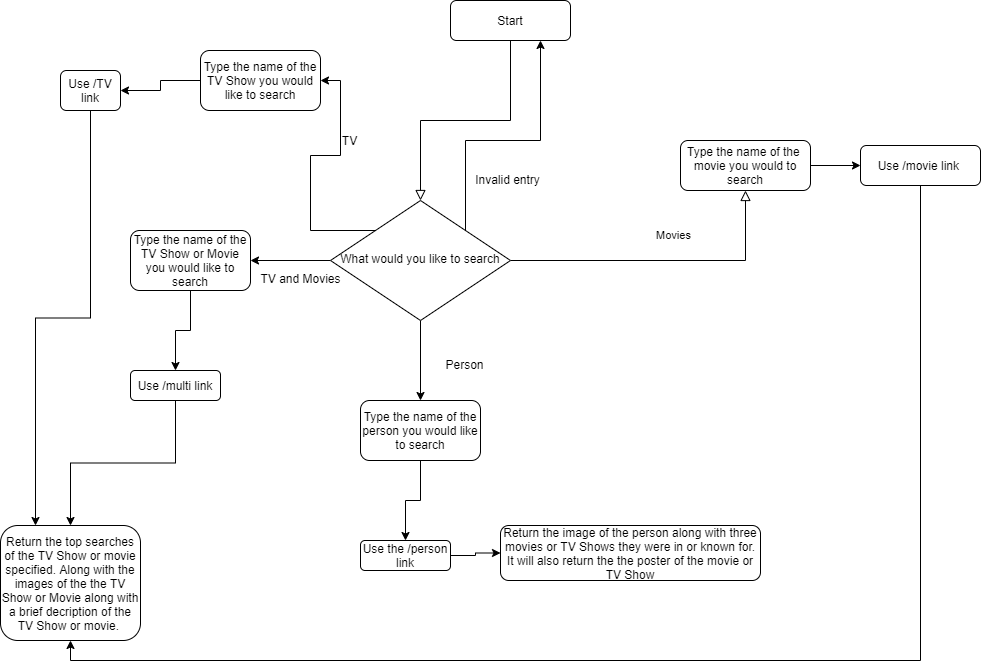 Start
Type the name of the
TV Show you would
like to search
Use /TV
link
TV
Invalid entry
Type the name of the
movie you would to
search
Use /movie link
Movies
Type the name of the
TV Show or Movie
you would like to
search
What would you like to search
TV and Movies
Person
Use /multi link
Type the name of the
person you would like
to search
Return the top searches
of the TV Show or movie
specified. Along with the
images of the the TV
Show or Movie along with
a brief decription of the
TV Show or movie.
Use the /person
link
Return the image of the person along with three
movies or TV Shows they were in or known for.
It will also return the the poster of the movie or
TV Show